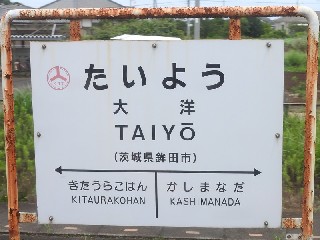 たいよう
大洋
TAIYŌ
(茨城県鉾田市)
きたうらこはん
KITAURAKOHAN
かしまなだ
KASH MANADA